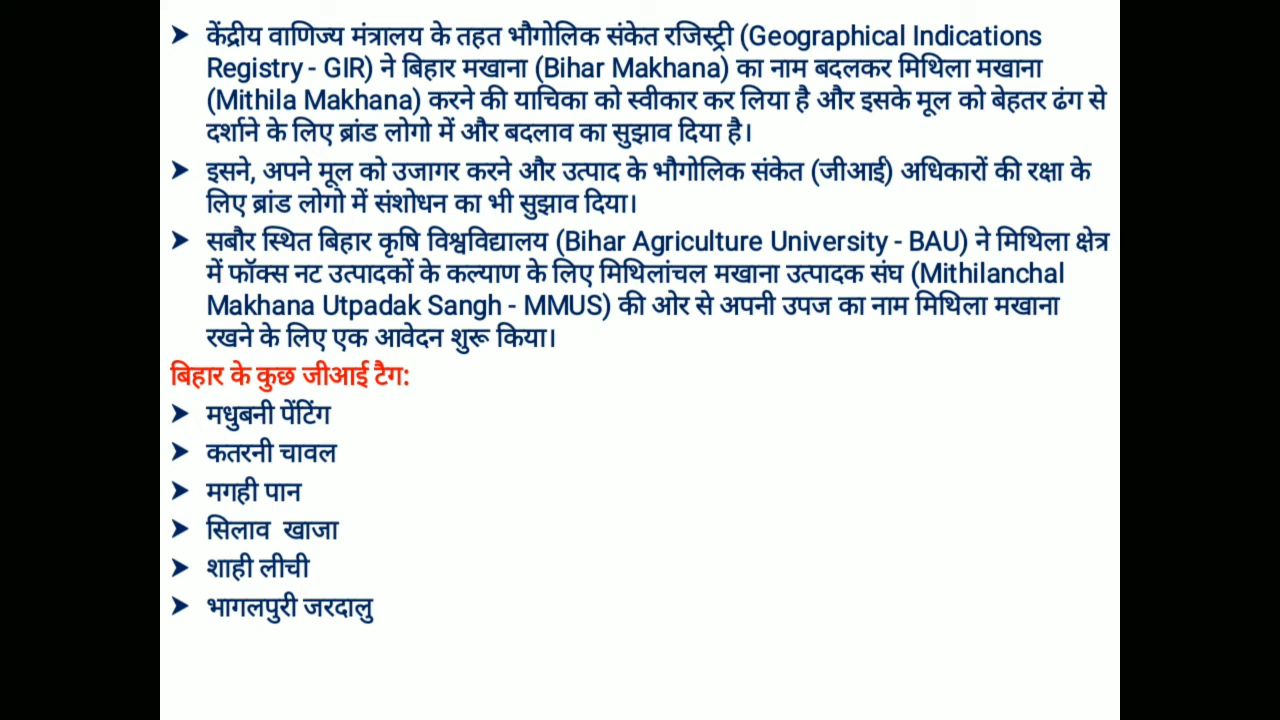 ➤ केंद्रीय वाणिज्य मंत्रालय के तहत भौगोलिक संकेत रजिस्ट्री (Geographical Indications
Registry - GIR) ने बिहार मखाना (Bihar Makhana) का नाम बदलकर मिथिला मखाना
(Mithila Makhana) करने की याचिका को स्वीकार कर लिया है और इसके मूल को बेहतर ढंग से
दर्शाने के लिए ब्रांड लोगो में और बदलाव का सुझाव दिया है।
➤ इसने, अपने मूल को उजागर करने और उत्पाद के भौगोलिक संकेत (जीआई) अधिकारों की रक्षा के
लिए ब्रांड लोगो में संशोधन का भी सुझाव दिया।
➤ सबौर स्थित बिहार कृषि विश्वविद्यालय (Bihar Agriculture University - BAU) ने मिथिला क्षेत्र
में फॉक्स नट उत्पादकों के कल्याण के लिए मिथिलांचल मखाना उत्पादक संघ (Mithilanchal
Makhana Utpadak Sangh - MMUS) की ओर से अपनी उपज का नाम मिथिला मखाना
रखने के लिए एक आवेदन शुरू किया।
बिहार के कुछ जीआई टैग:
➤ मधुबनी पेंटिंग
➤ कतरनी चावल
➤ मगही पान
➤ सिलाव खाजा
➤ शाही लीची
➤ भागलपुरी जरदालु